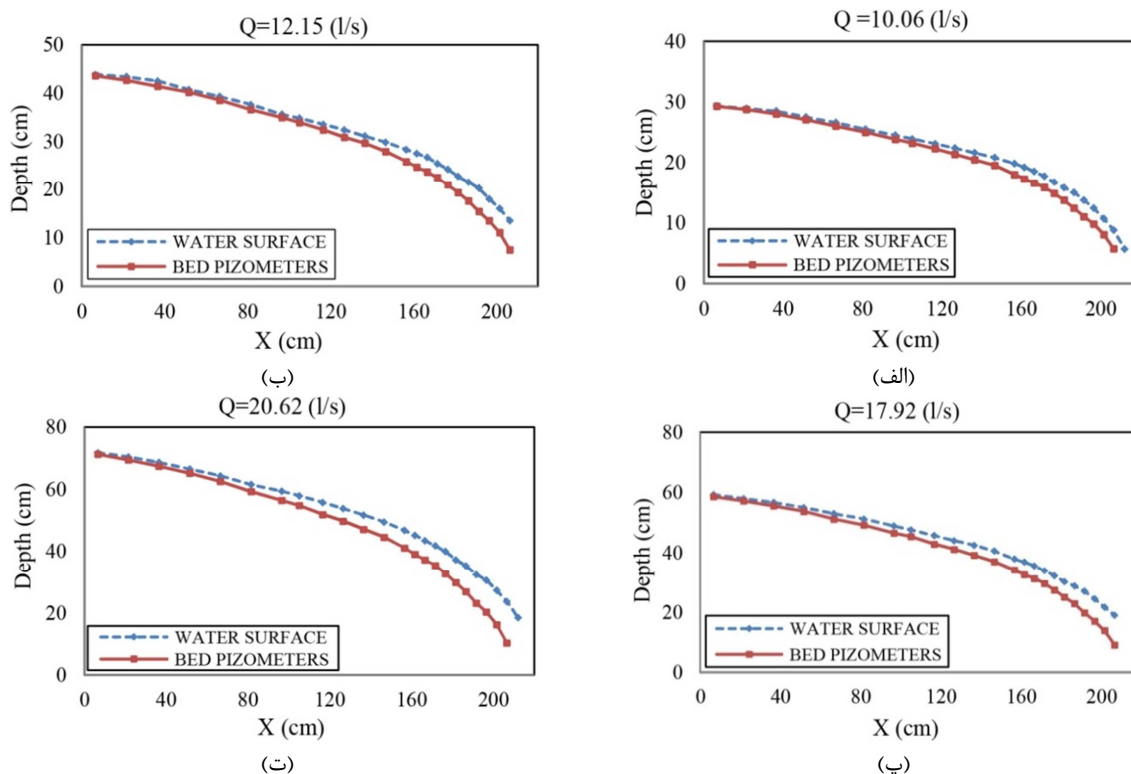 Q=12.15 (l/s)
50
40
30
20
10
0
Depth (cm)
WATER SURFACE
BED PIZOMETERS
0 40 80 120 160 200
X (cm)
(ب)
Q =10.06 (l/s)
40
30
20
10
0
Depth (cm)
WATER SURFACE
BED PIZOMETERS
0 40 80 120 160 200
X (cm)
(الف)
Q=20.62 (l/s)
80
60
40
20
0
Depth (cm)
WATER SURFACE
BED PIZOMETERS
0 40 80 120 160 200
X (cm)
(ت)
Q=17.92 (l/s)
80
60
40
20
0
Depth (cm)
WATER SURFACE
BED PIZOMETERS
0 40 80 120 160 200
X (cm)
(پ)